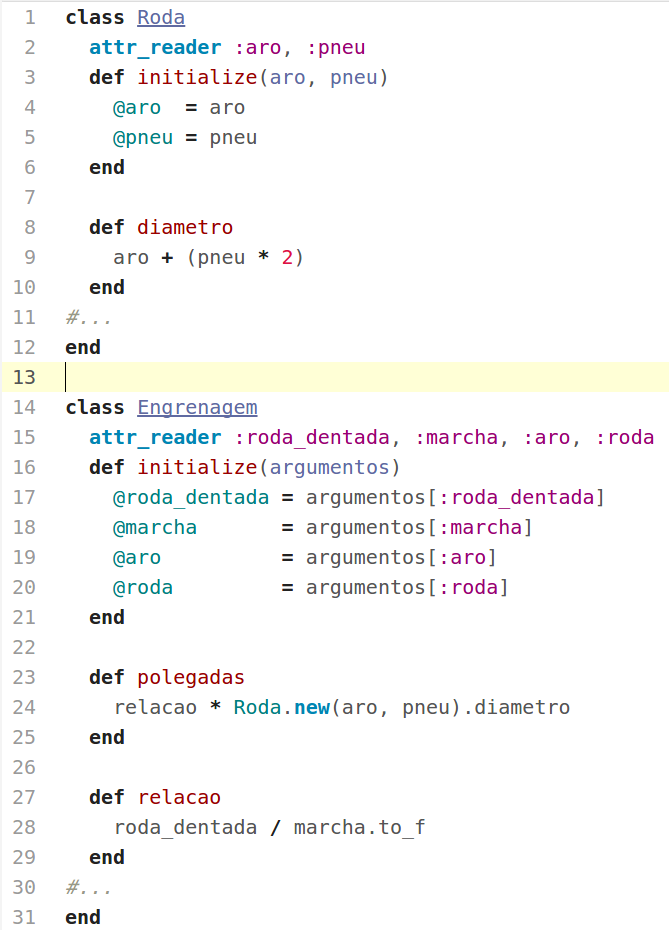 1 class Roda
2   attr_reader :aro, :pneu
3   def initialize(aro, pneu)
4     @aro  = aro
5     @pneu = pneu
6   end
7
8   def diametro
9     aro + (pneu * 2)
10   end
11 #...
12 end
13
14 class Engrenagem
15   attr_reader :roda_dentada, :marcha, :aro, :roda
16   def initialize(argumentos)
17     @roda_dentada = argumentos[:roda_dentada]
18     @marcha       = argumentos[:marcha]
19     @aro          = argumentos[:aro]
20     @roda         = argumentos[:roda]
21   end
22
23   def polegadas
24     relacao * Roda.new(aro, pneu).diametro
25   end
26
27   def relacao
28     roda_dentada / marcha.to_f
29   end
30 #...
31 end